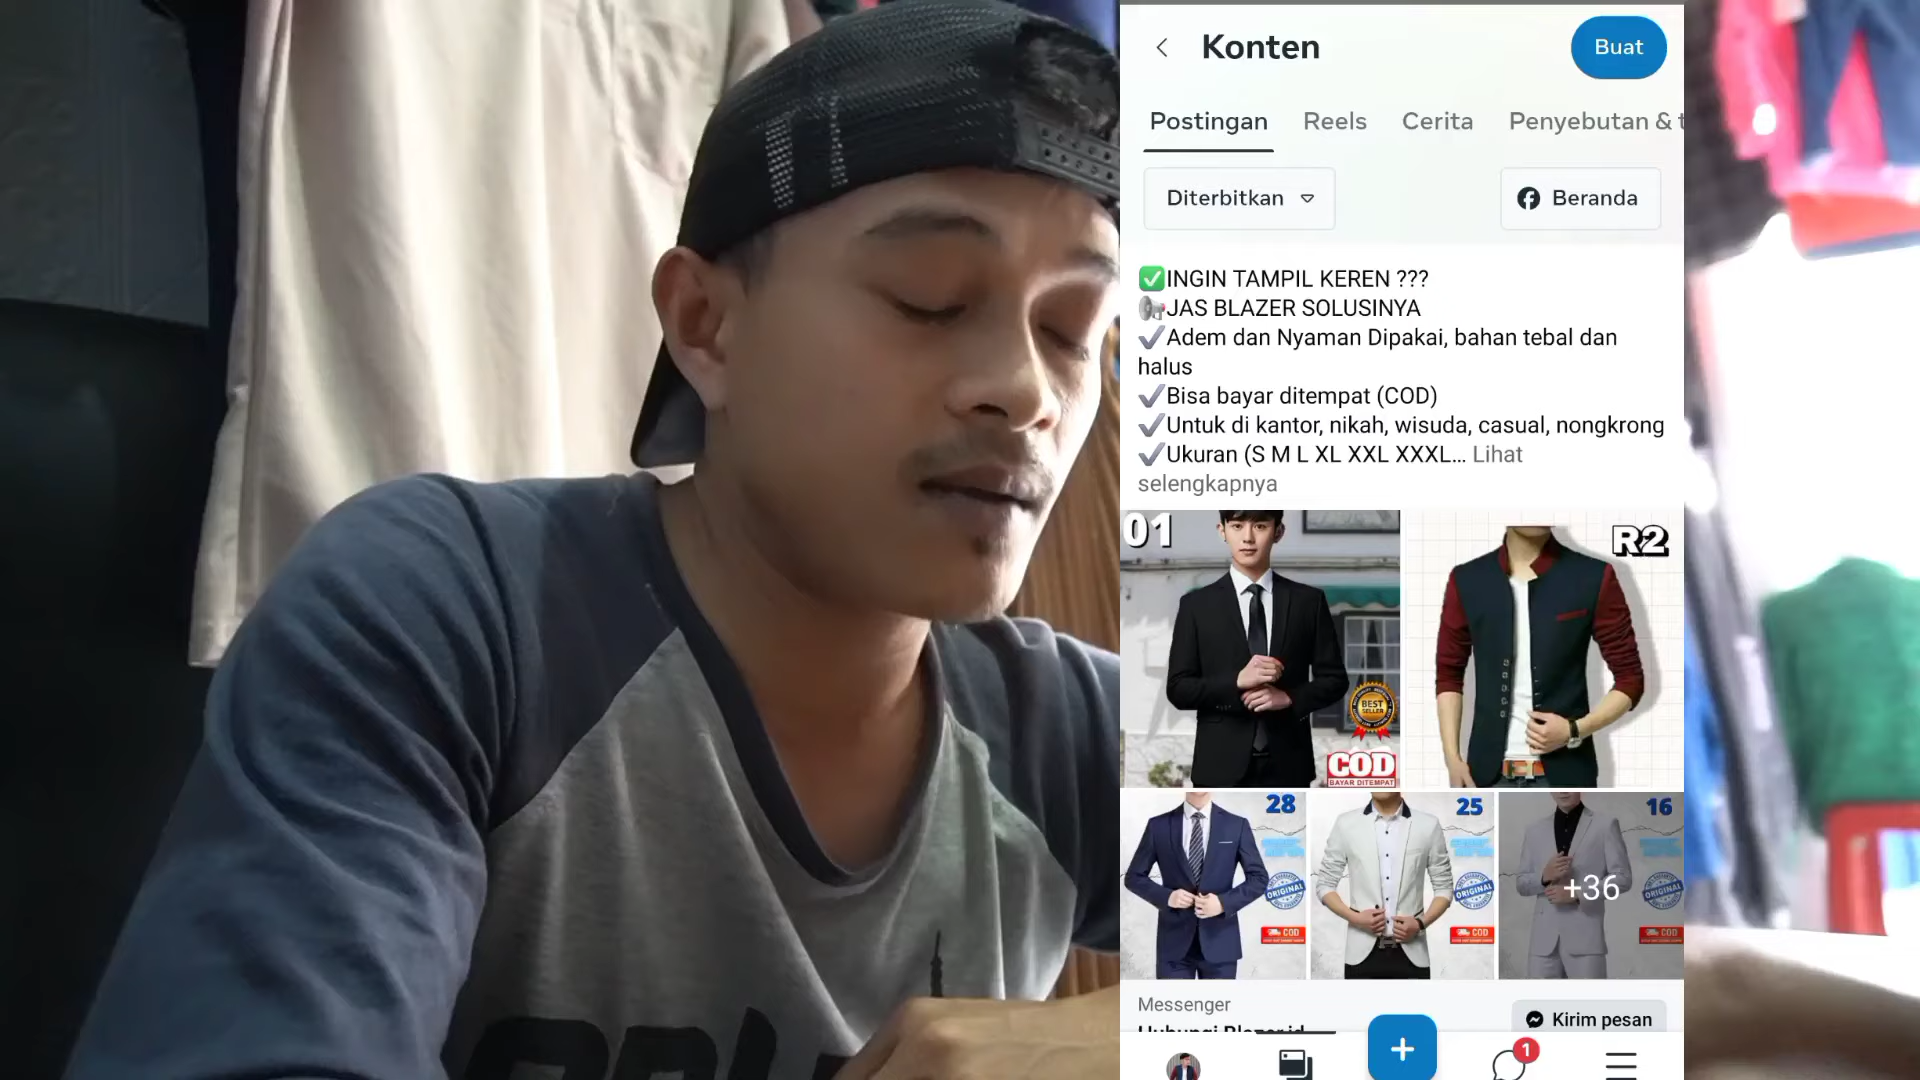 Konten
Buat
Postingan
Reels
Cerita
Penyebutan & t
Diterbitkan
Beranda
✅INGIN TAMPIL KEREN ???
📢JAS BLAZER SOLUSINYA
✔Adem dan Nyaman Dipakai, bahan tebal dan
halus
✔Bisa bayar ditempat (COD)
✔Untuk di kantor, nikah, wisuda, casual, nongkrong
✔Ukuran (S M L XL XXL XXXL... Lihat
selengkapnya
01
R2
BEST
SELLER
COD
BAYAR DITEMPAT
28
25
16
ORIGINAL
ORIGINAL
+36
ORIGINAL
COD
COD
COD
Messenger
Hubungi Blazer.id
Kirim pesan
1